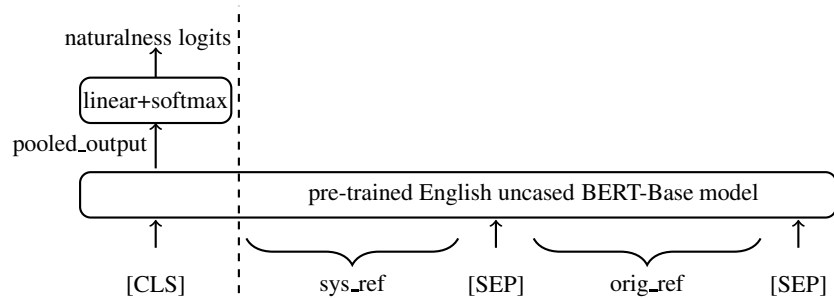 naturalness logits
linear+softmax
pooled_output
pre-trained English uncased BERT-Base model
[CLS] sys_ref [SEP] orig_ref [SEP]